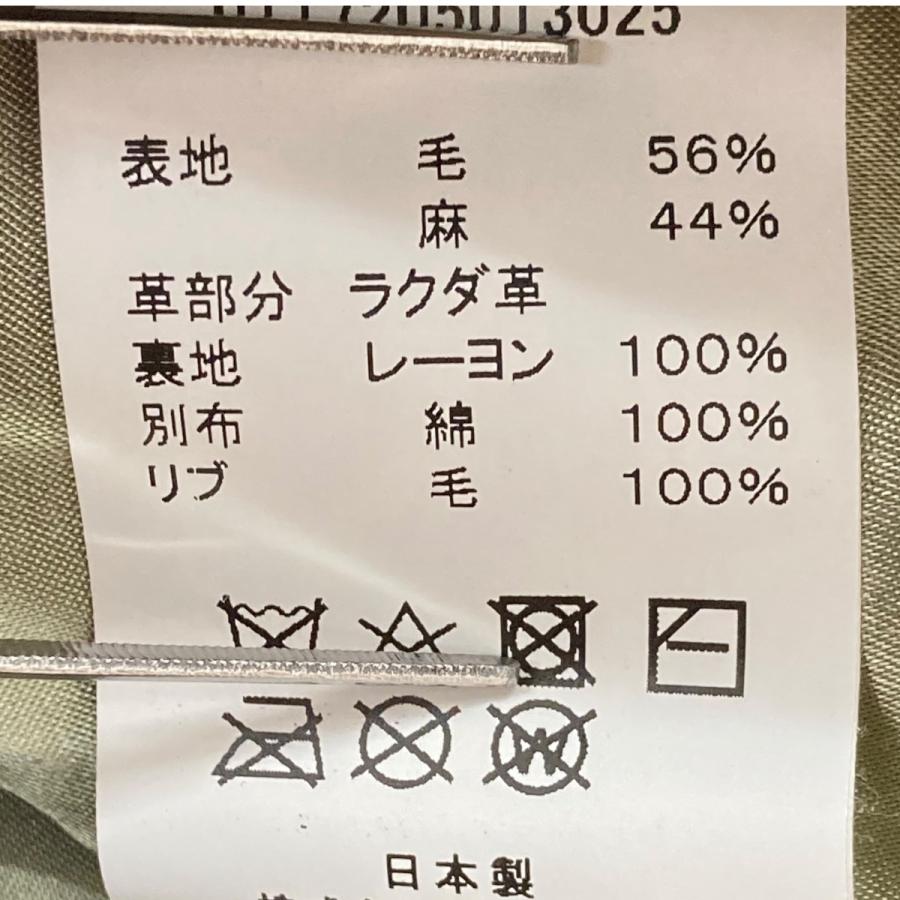 表地 毛 56%
麻 44%
革部分 ラクダ革
裏地 レーヨン 100%
別布 綿 100%
リブ 毛 100%
W
日本製